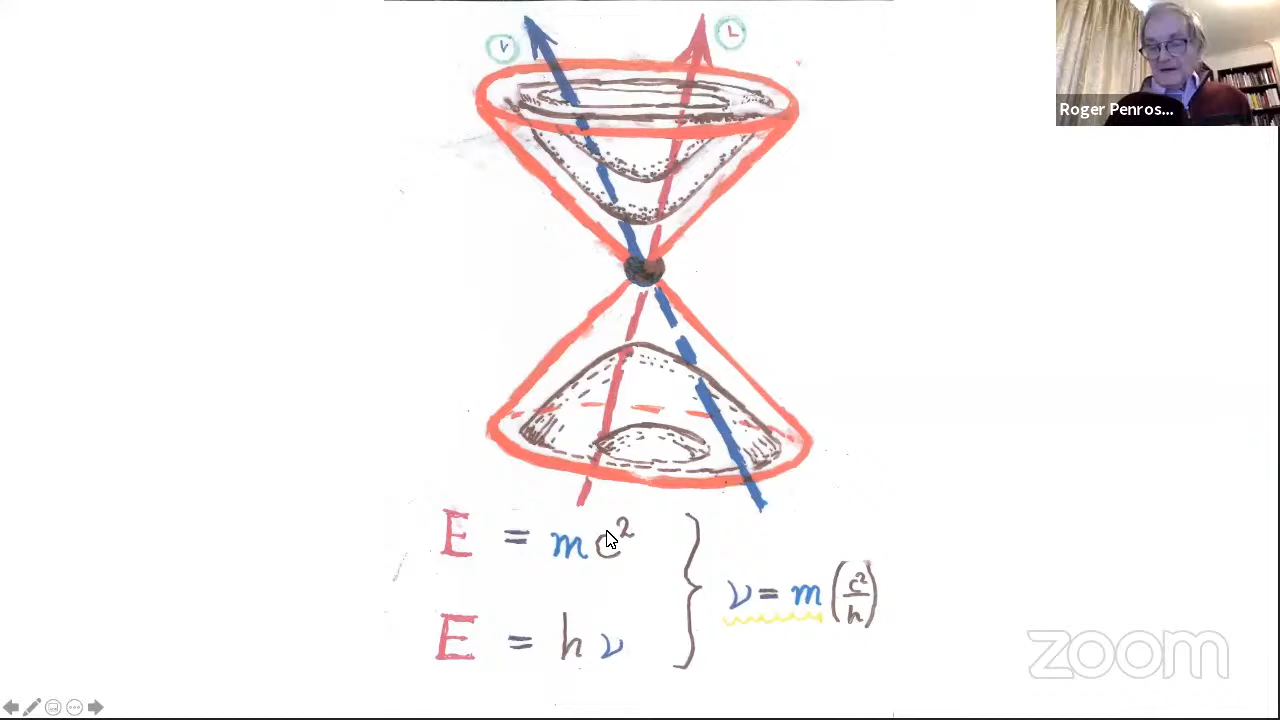 V
L
Roger Penros...
E = mc²
E = hν
ν = m (c²/h)
zoom